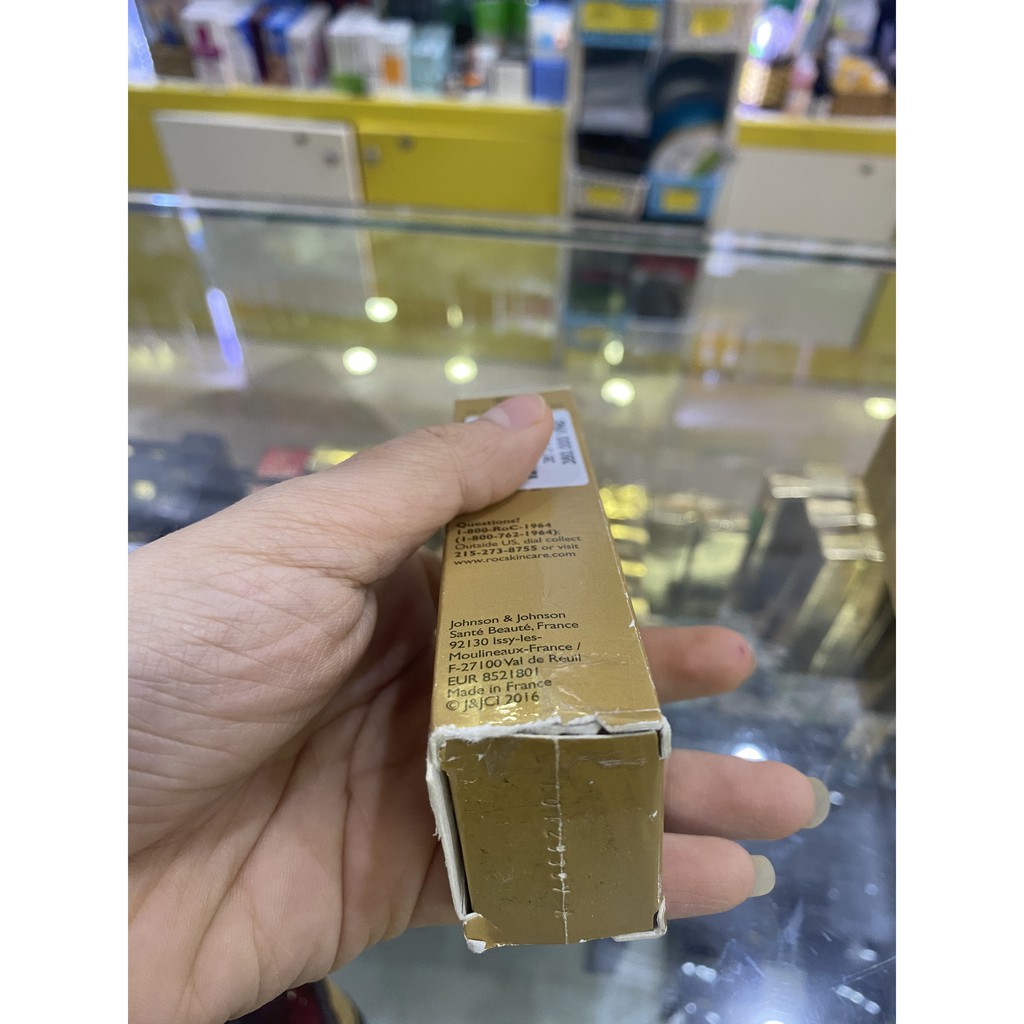 Questions?
1-800-RoC-1964
(1-800-762-1964);
Outside US, dial collect
215-273-8755 or visit
www.rocskincare.com
Johnson & Johnson
Santé Beauté, France
92130 Issy-les-
Moulineaux-France /
F-27100 Val de Reuil
EUR 8521801
Made in France
© J&JCI 2016